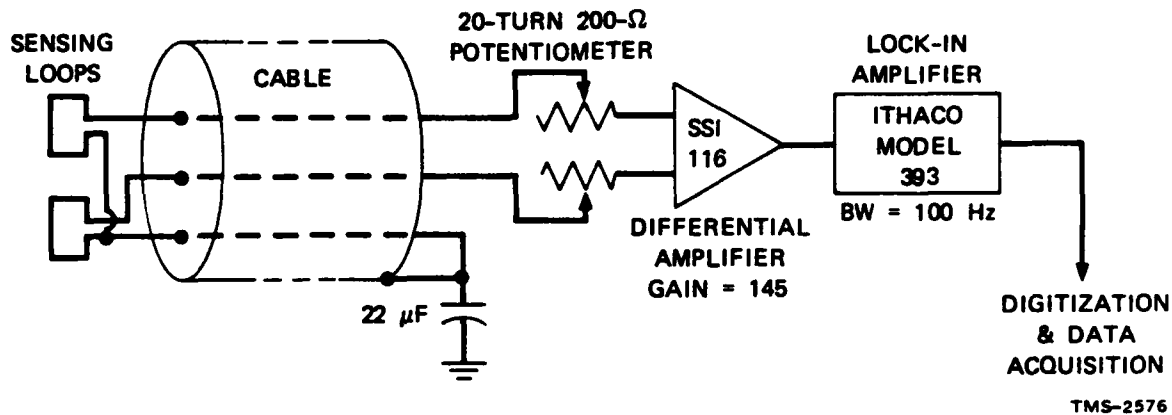 SENSING
LOOPS
CABLE
20-TURN 200-Ω
POTENTIOMETER
SSI
116
DIFFERENTIAL
AMPLIFIER
GAIN = 145
LOCK-IN
AMPLIFIER
ITHACO
MODEL
393
BW = 100 Hz
22 μF
DIGITIZATION
& DATA
ACQUISITION
TMS-2576